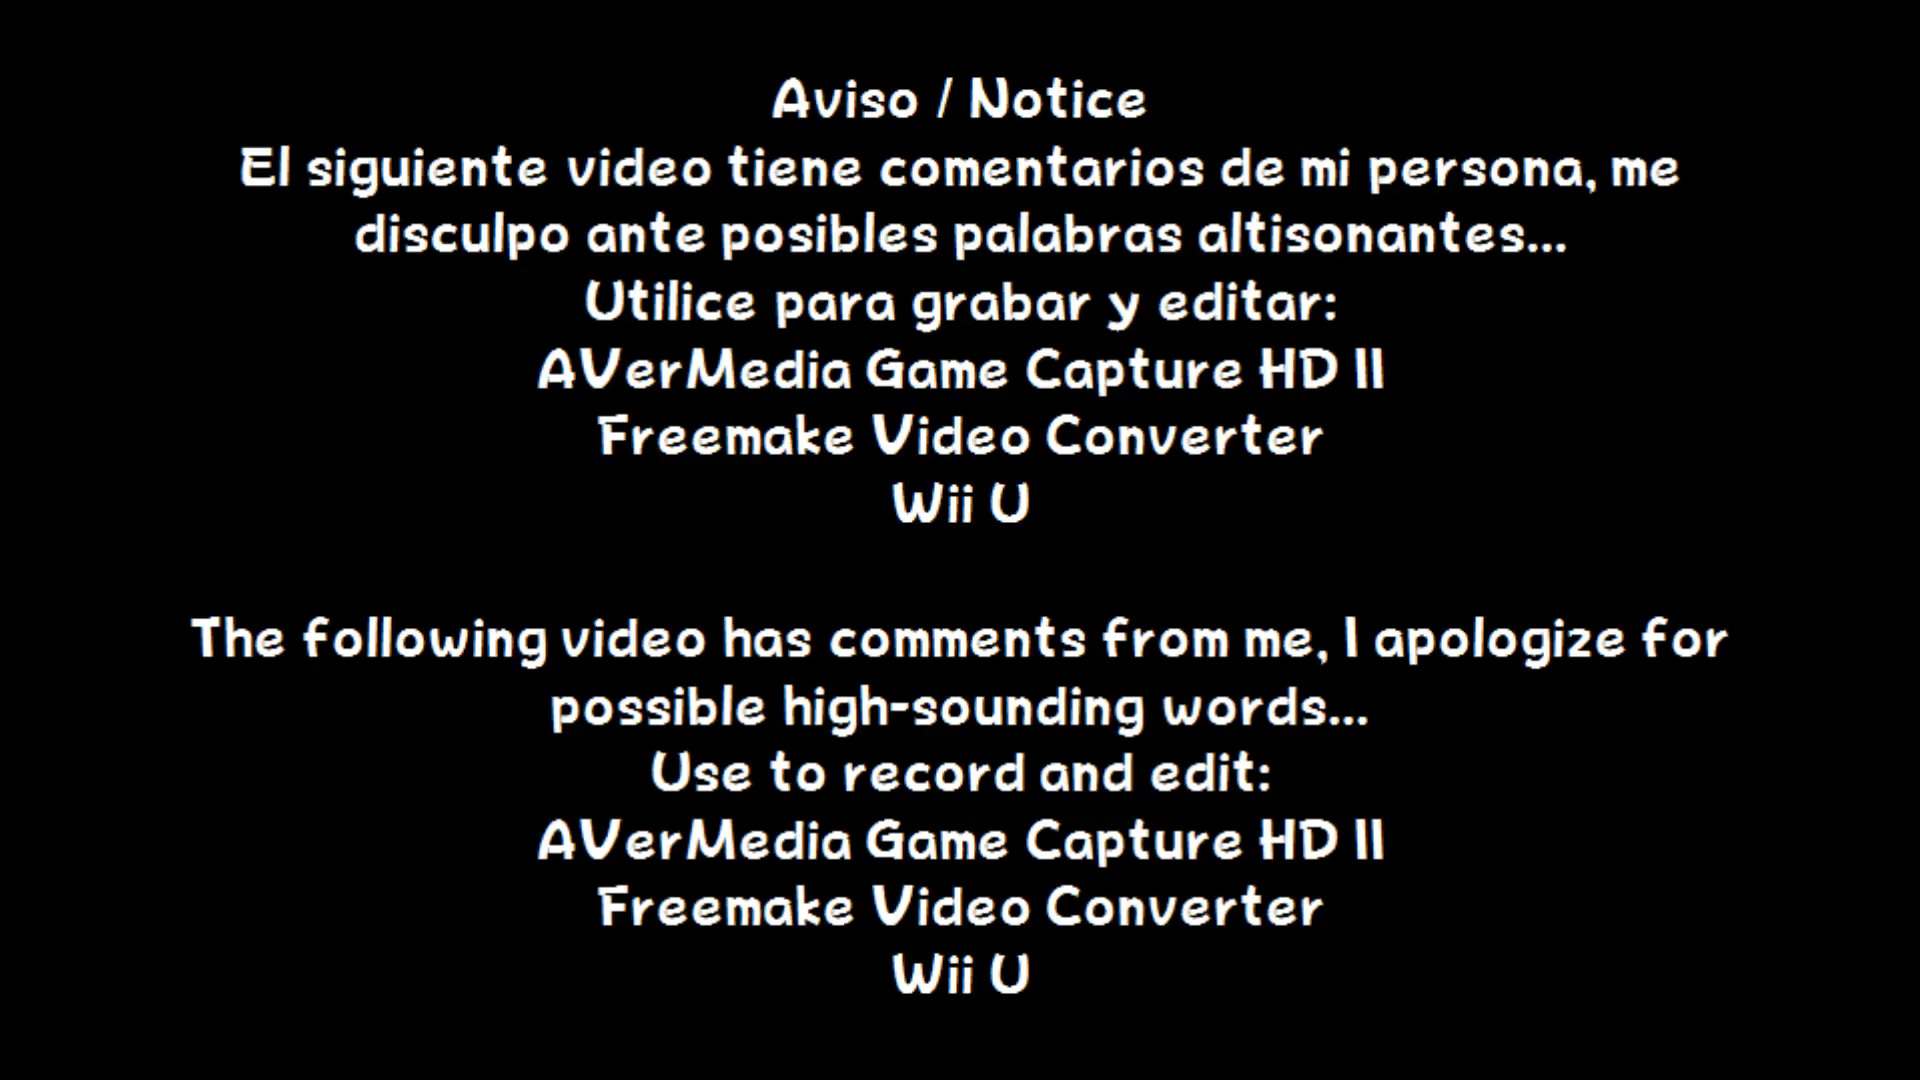 Aviso / Notice
El siguiente video tiene comentarios de mi persona, me
disculpo ante posibles palabras altisonantes...
Utilice para grabar y editar:
AVerMedia Game Capture HD II
Freemake Video Converter
Wii U
The following video has comments from me, I apologize for
possible high-sounding words...
Use to record and edit:
AVerMedia Game Capture HD II
Freemake Video Converter
Wii U